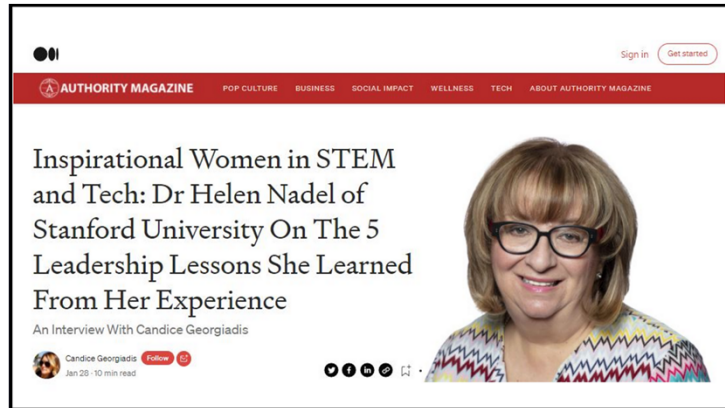 Sign in
Get started
AUTHORITY MAGAZINE
POP CULTURE
BUSINESS
SOCIAL IMPACT
WELLNESS
TECH
ABOUT AUTHORITY MAGAZINE
Inspirational Women in STEM
and Tech: Dr Helen Nadel of
Stanford University On The 5
Leadership Lessons She Learned
From Her Experience
An Interview With Candice Georgiadis
Candice Georgiadis
Follow
Jan 28 · 10 min read